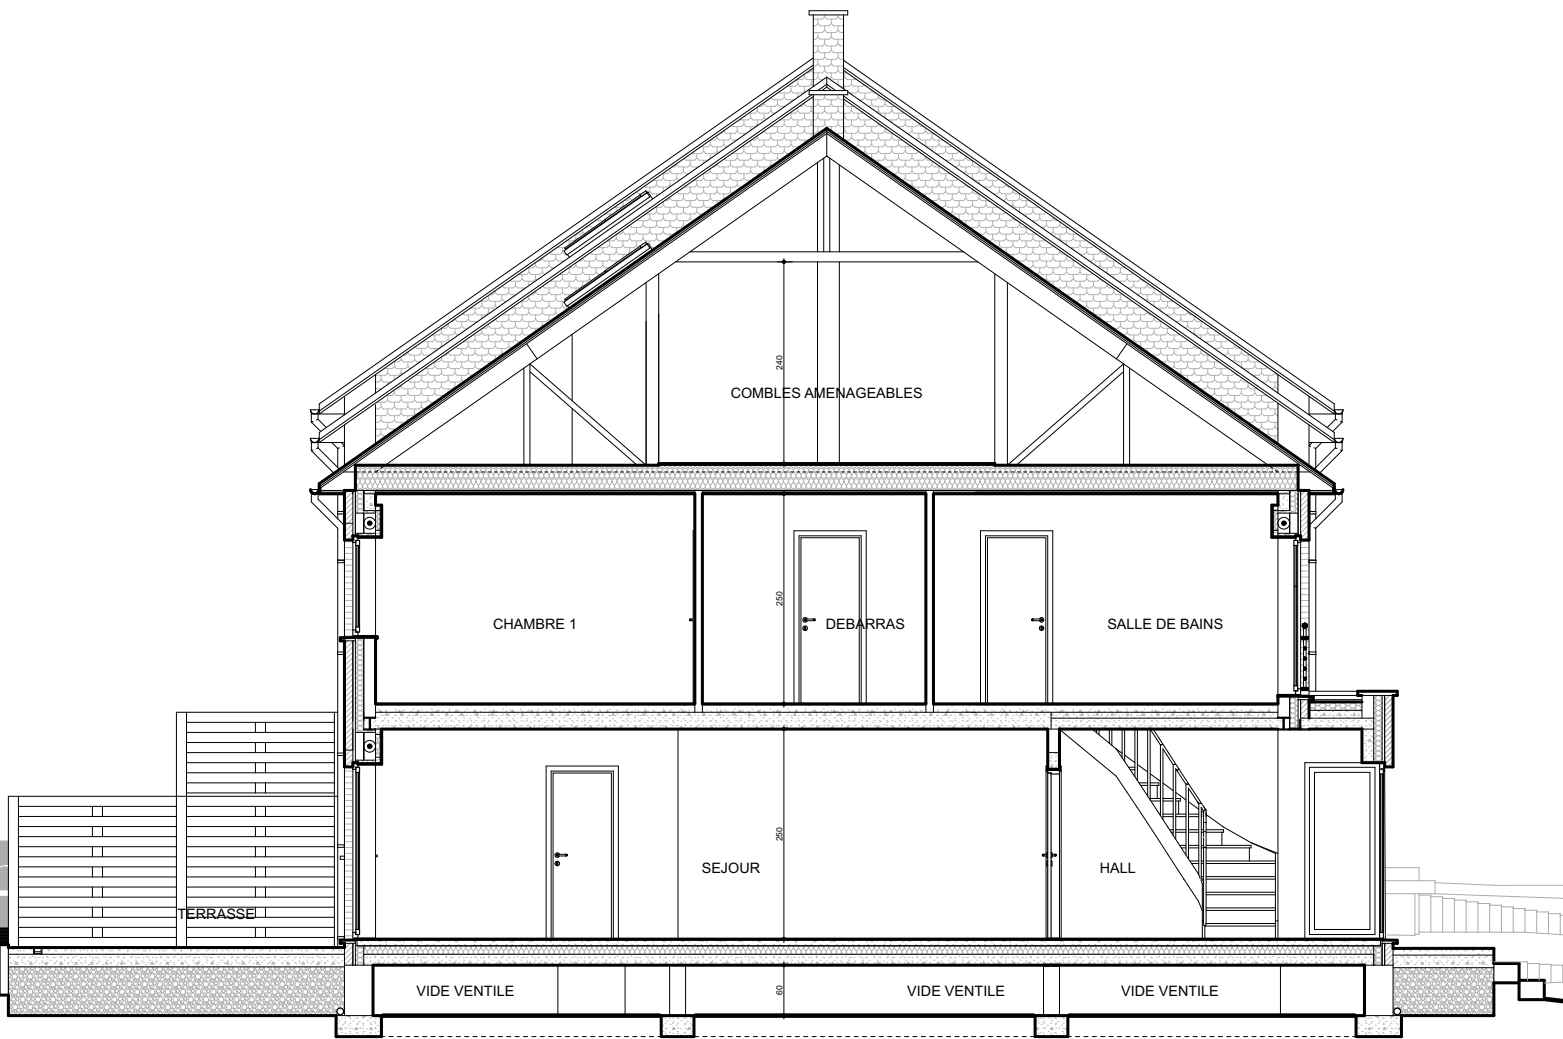 240
COMBLES AMENAGEABLES
250
CHAMBRE 1
DEBARRAS
SALLE DE BAINS
250
SEJOUR
HALL
TERRASSE
VIDE VENTILE
60
VIDE VENTILE
VIDE VENTILE